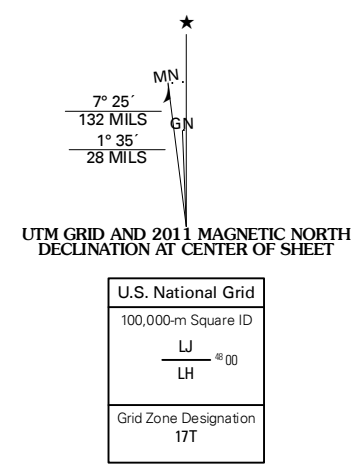 ★
MN.
7° 25´
132 MILS
GN
1° 35´
28 MILS
UTM GRID AND 2011 MAGNETIC NORTH
DECLINATION AT CENTER OF SHEET
U.S. National Grid
100,000-m Square ID
LJ
48 00
LH
Grid Zone Designation
17T